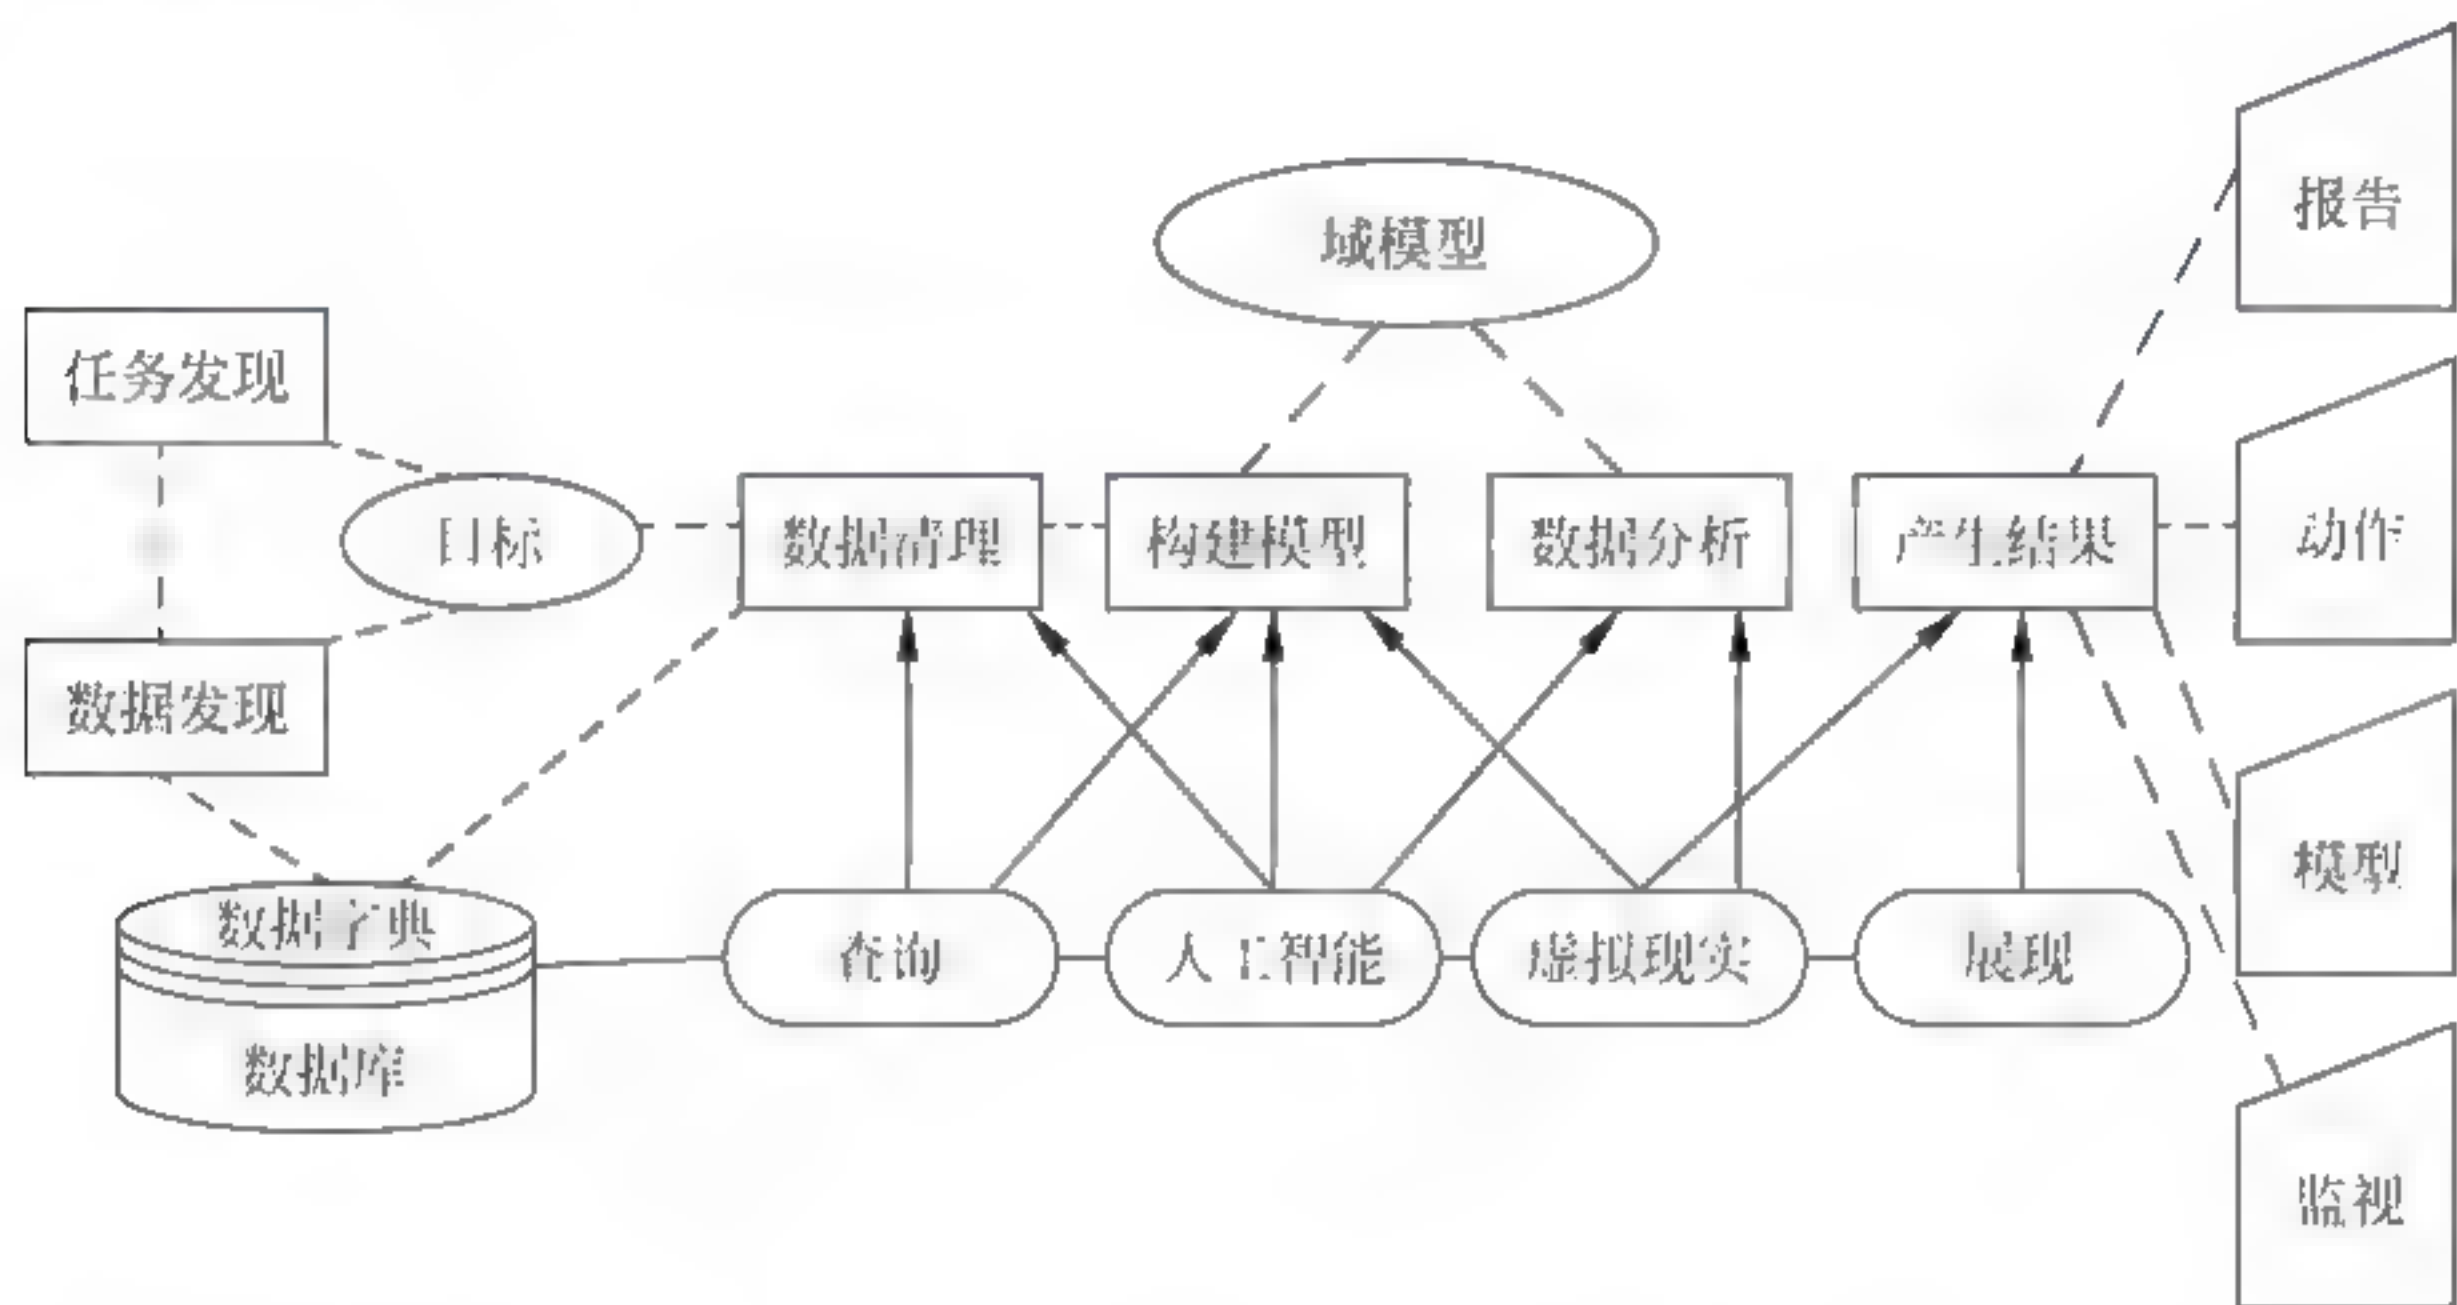 报告
域模型
任务发现
目标
数据清理
构建模型
数据分析
产生结果
动作
数据发现
模型
数据字典
查询
人工智能
虚拟现实
展现
数据库
监视